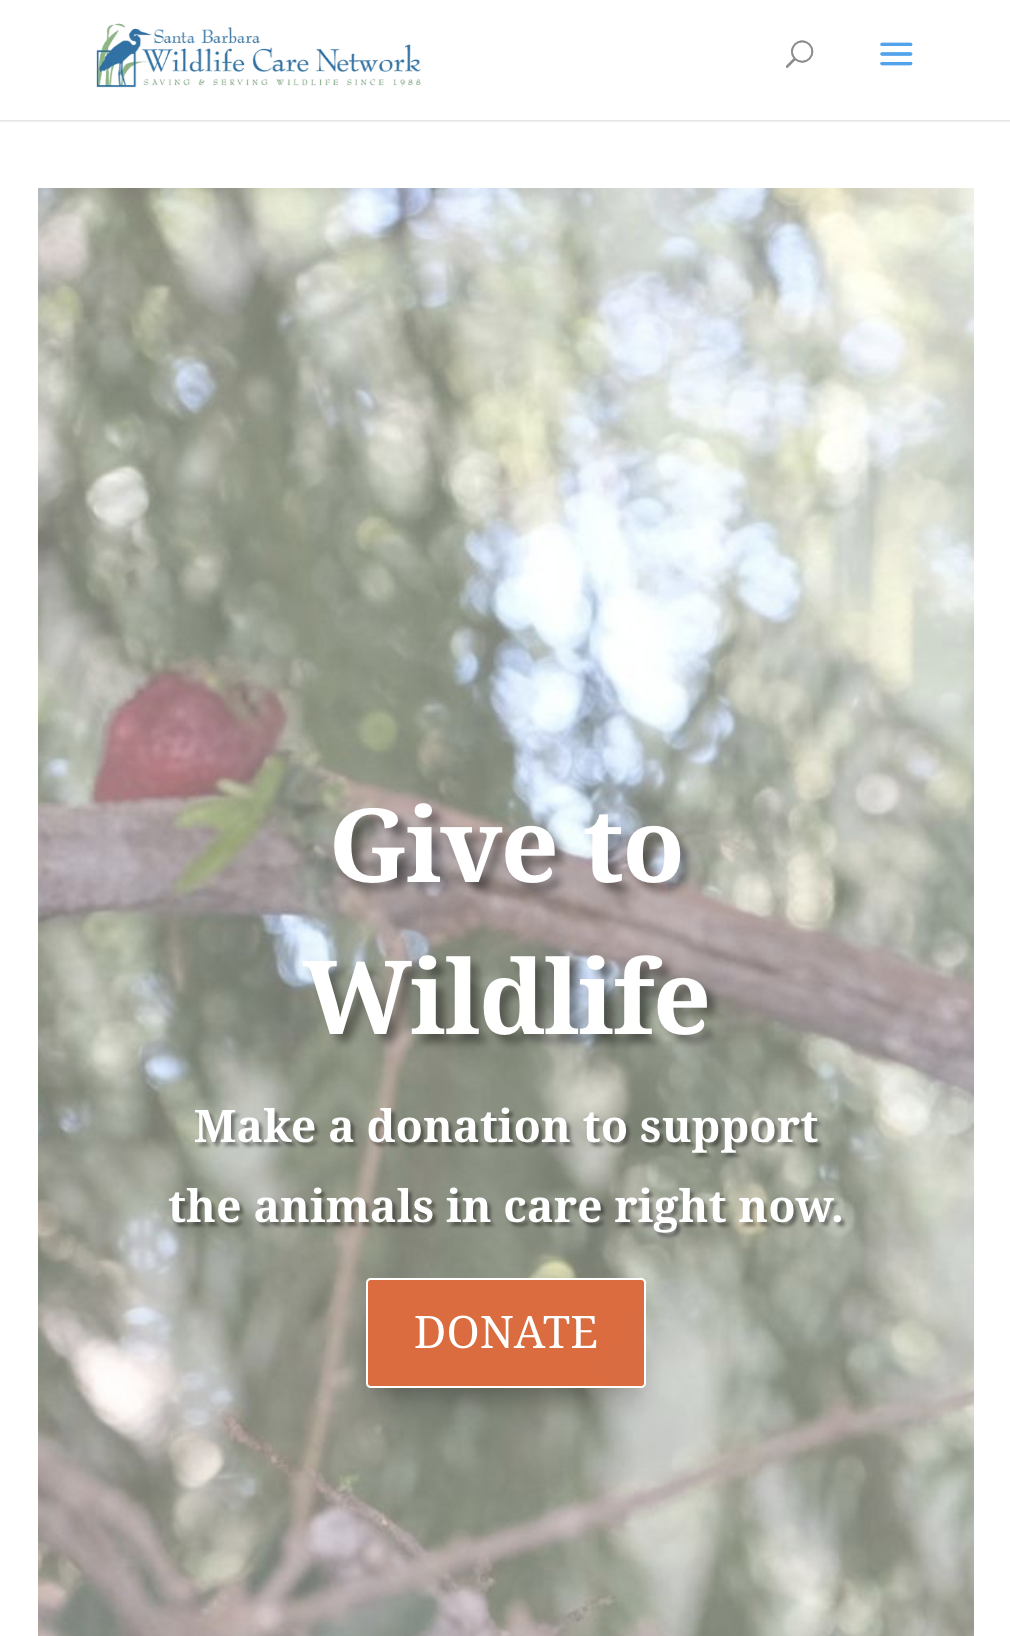 Santa Barbara
Wildlife Care Network
SAVING & SERVING WILDLIFE SINCE 1988
Give to
Wildlife
Make a donation to support
the animals in care right now.
DONATE